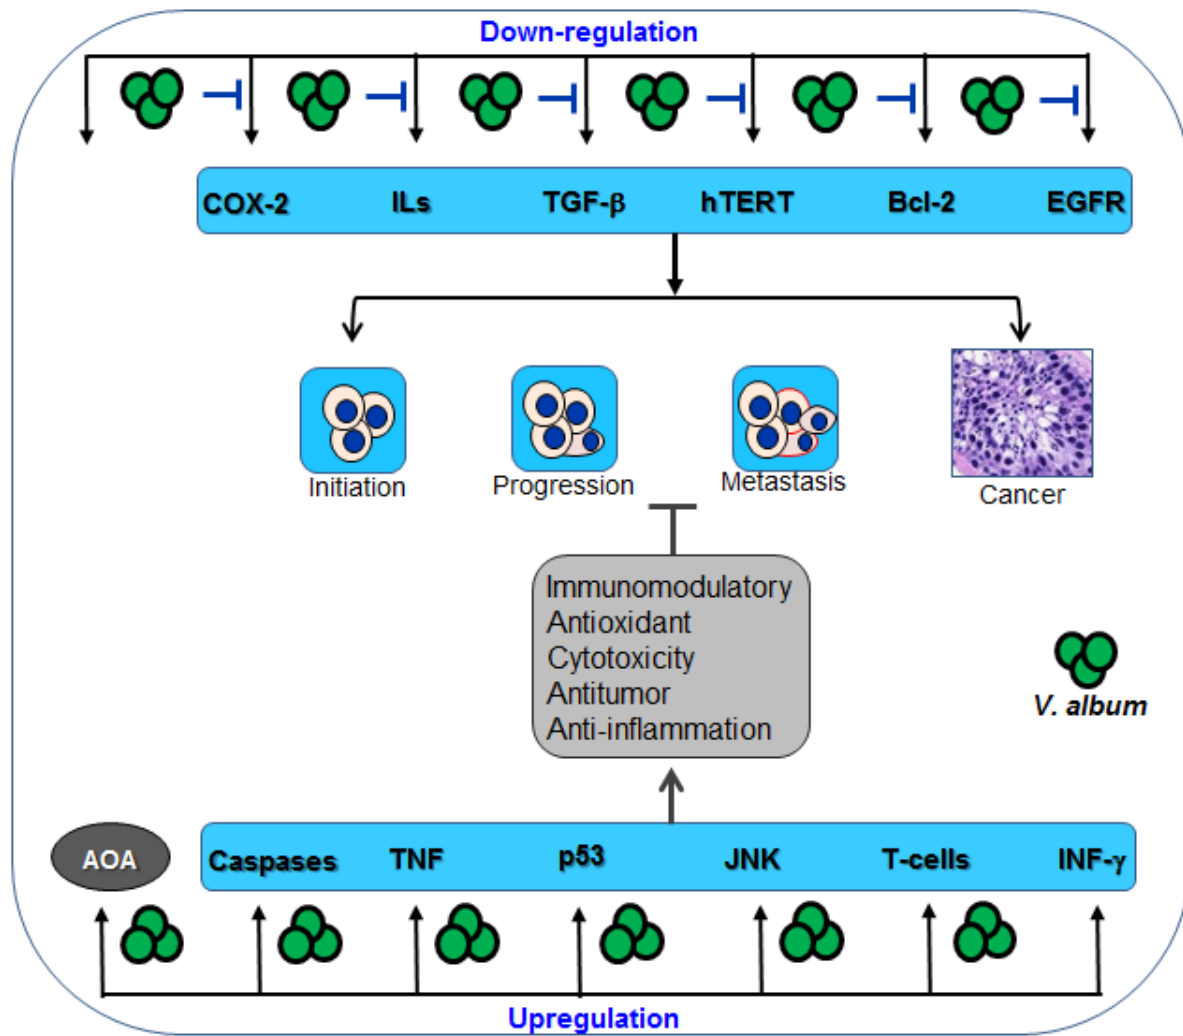 Down-regulation
COX-2 ILs TGF-β hTERT Bcl-2 EGFR
Initiation Progression Metastasis Cancer
Immunomodulatory
Antioxidant
Cytotoxicity
Antitumor
Anti-inflammation
V. album
AOA Caspases TNF p53 JNK T-cells INF-γ
Upregulation